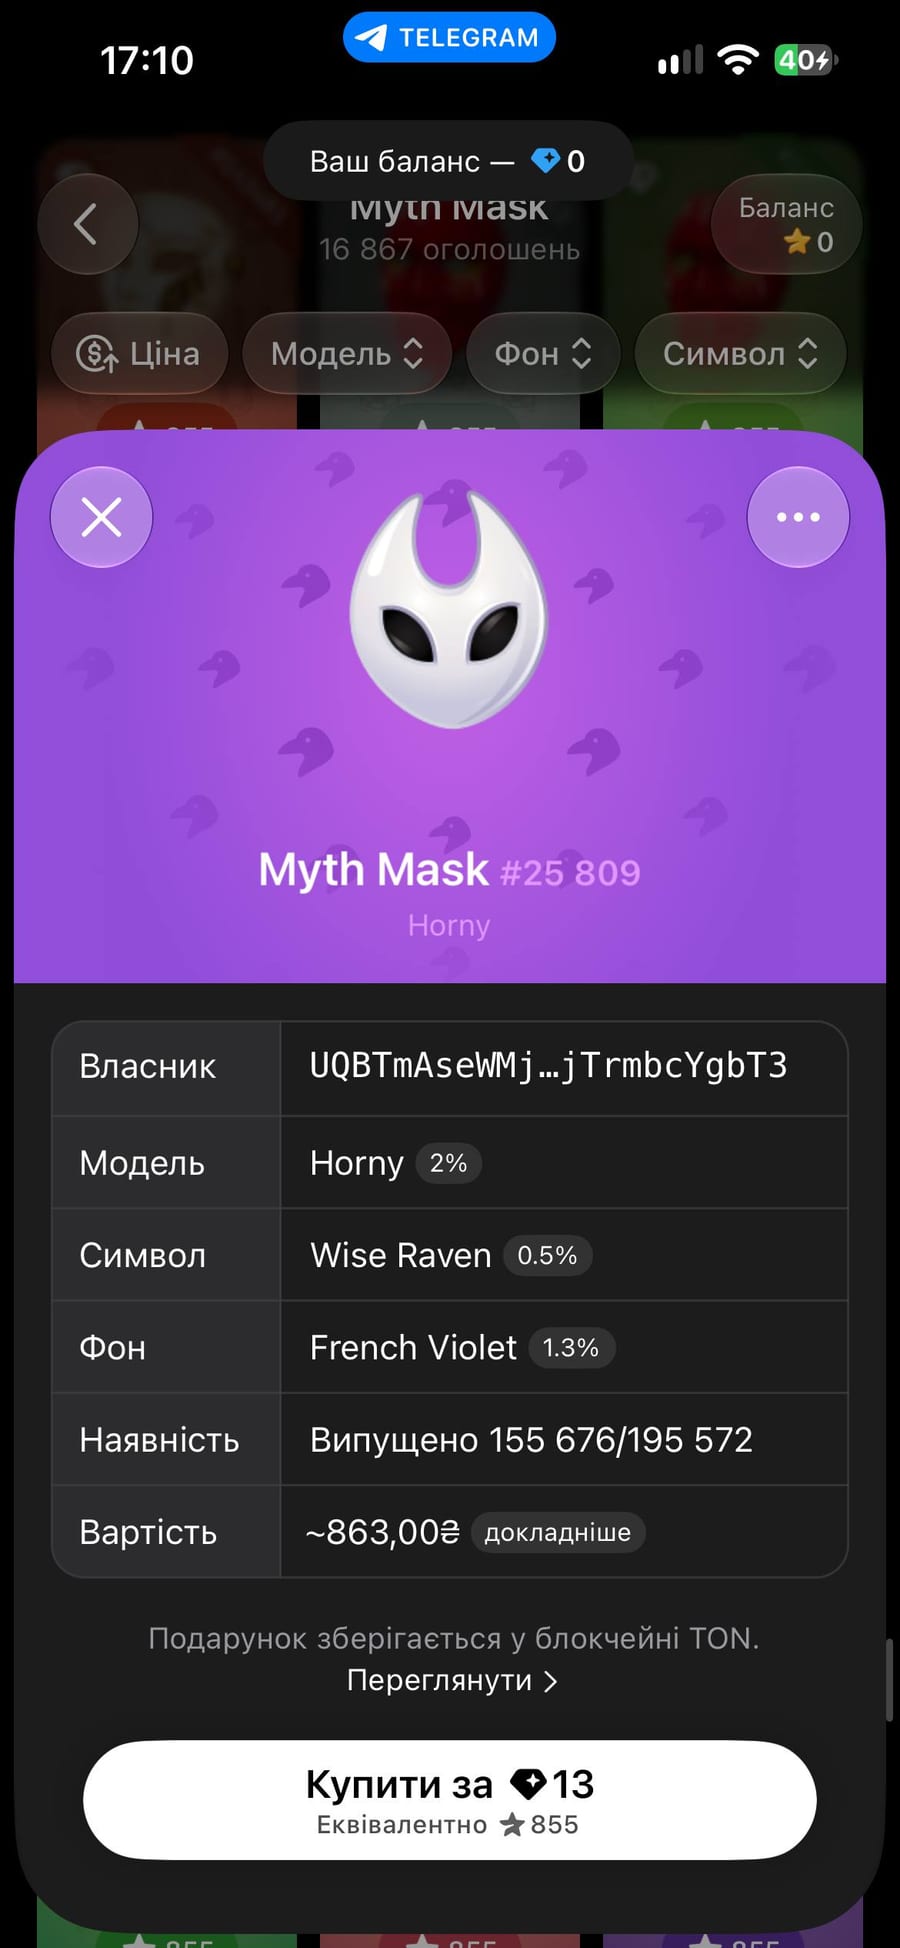 17:10
TELEGRAM
40
Ваш баланс — 0
Myth Mask
16 867 оголошень
Баланс
0
Ціна
Модель
Фон
Символ
Myth Mask #25 809
Horny
Власник UQBTmAseWMj…jTrmbcYgbT3
Модель Horny 2%
Символ Wise Raven 0.5%
Фон French Violet 1.3%
Наявність Випущено 155 676/195 572
Вартість ~863,00₴ докладніше
Подарунок зберігається у блокчейні TON.
Переглянути >
Купити за 13
Еквівалентно ★855